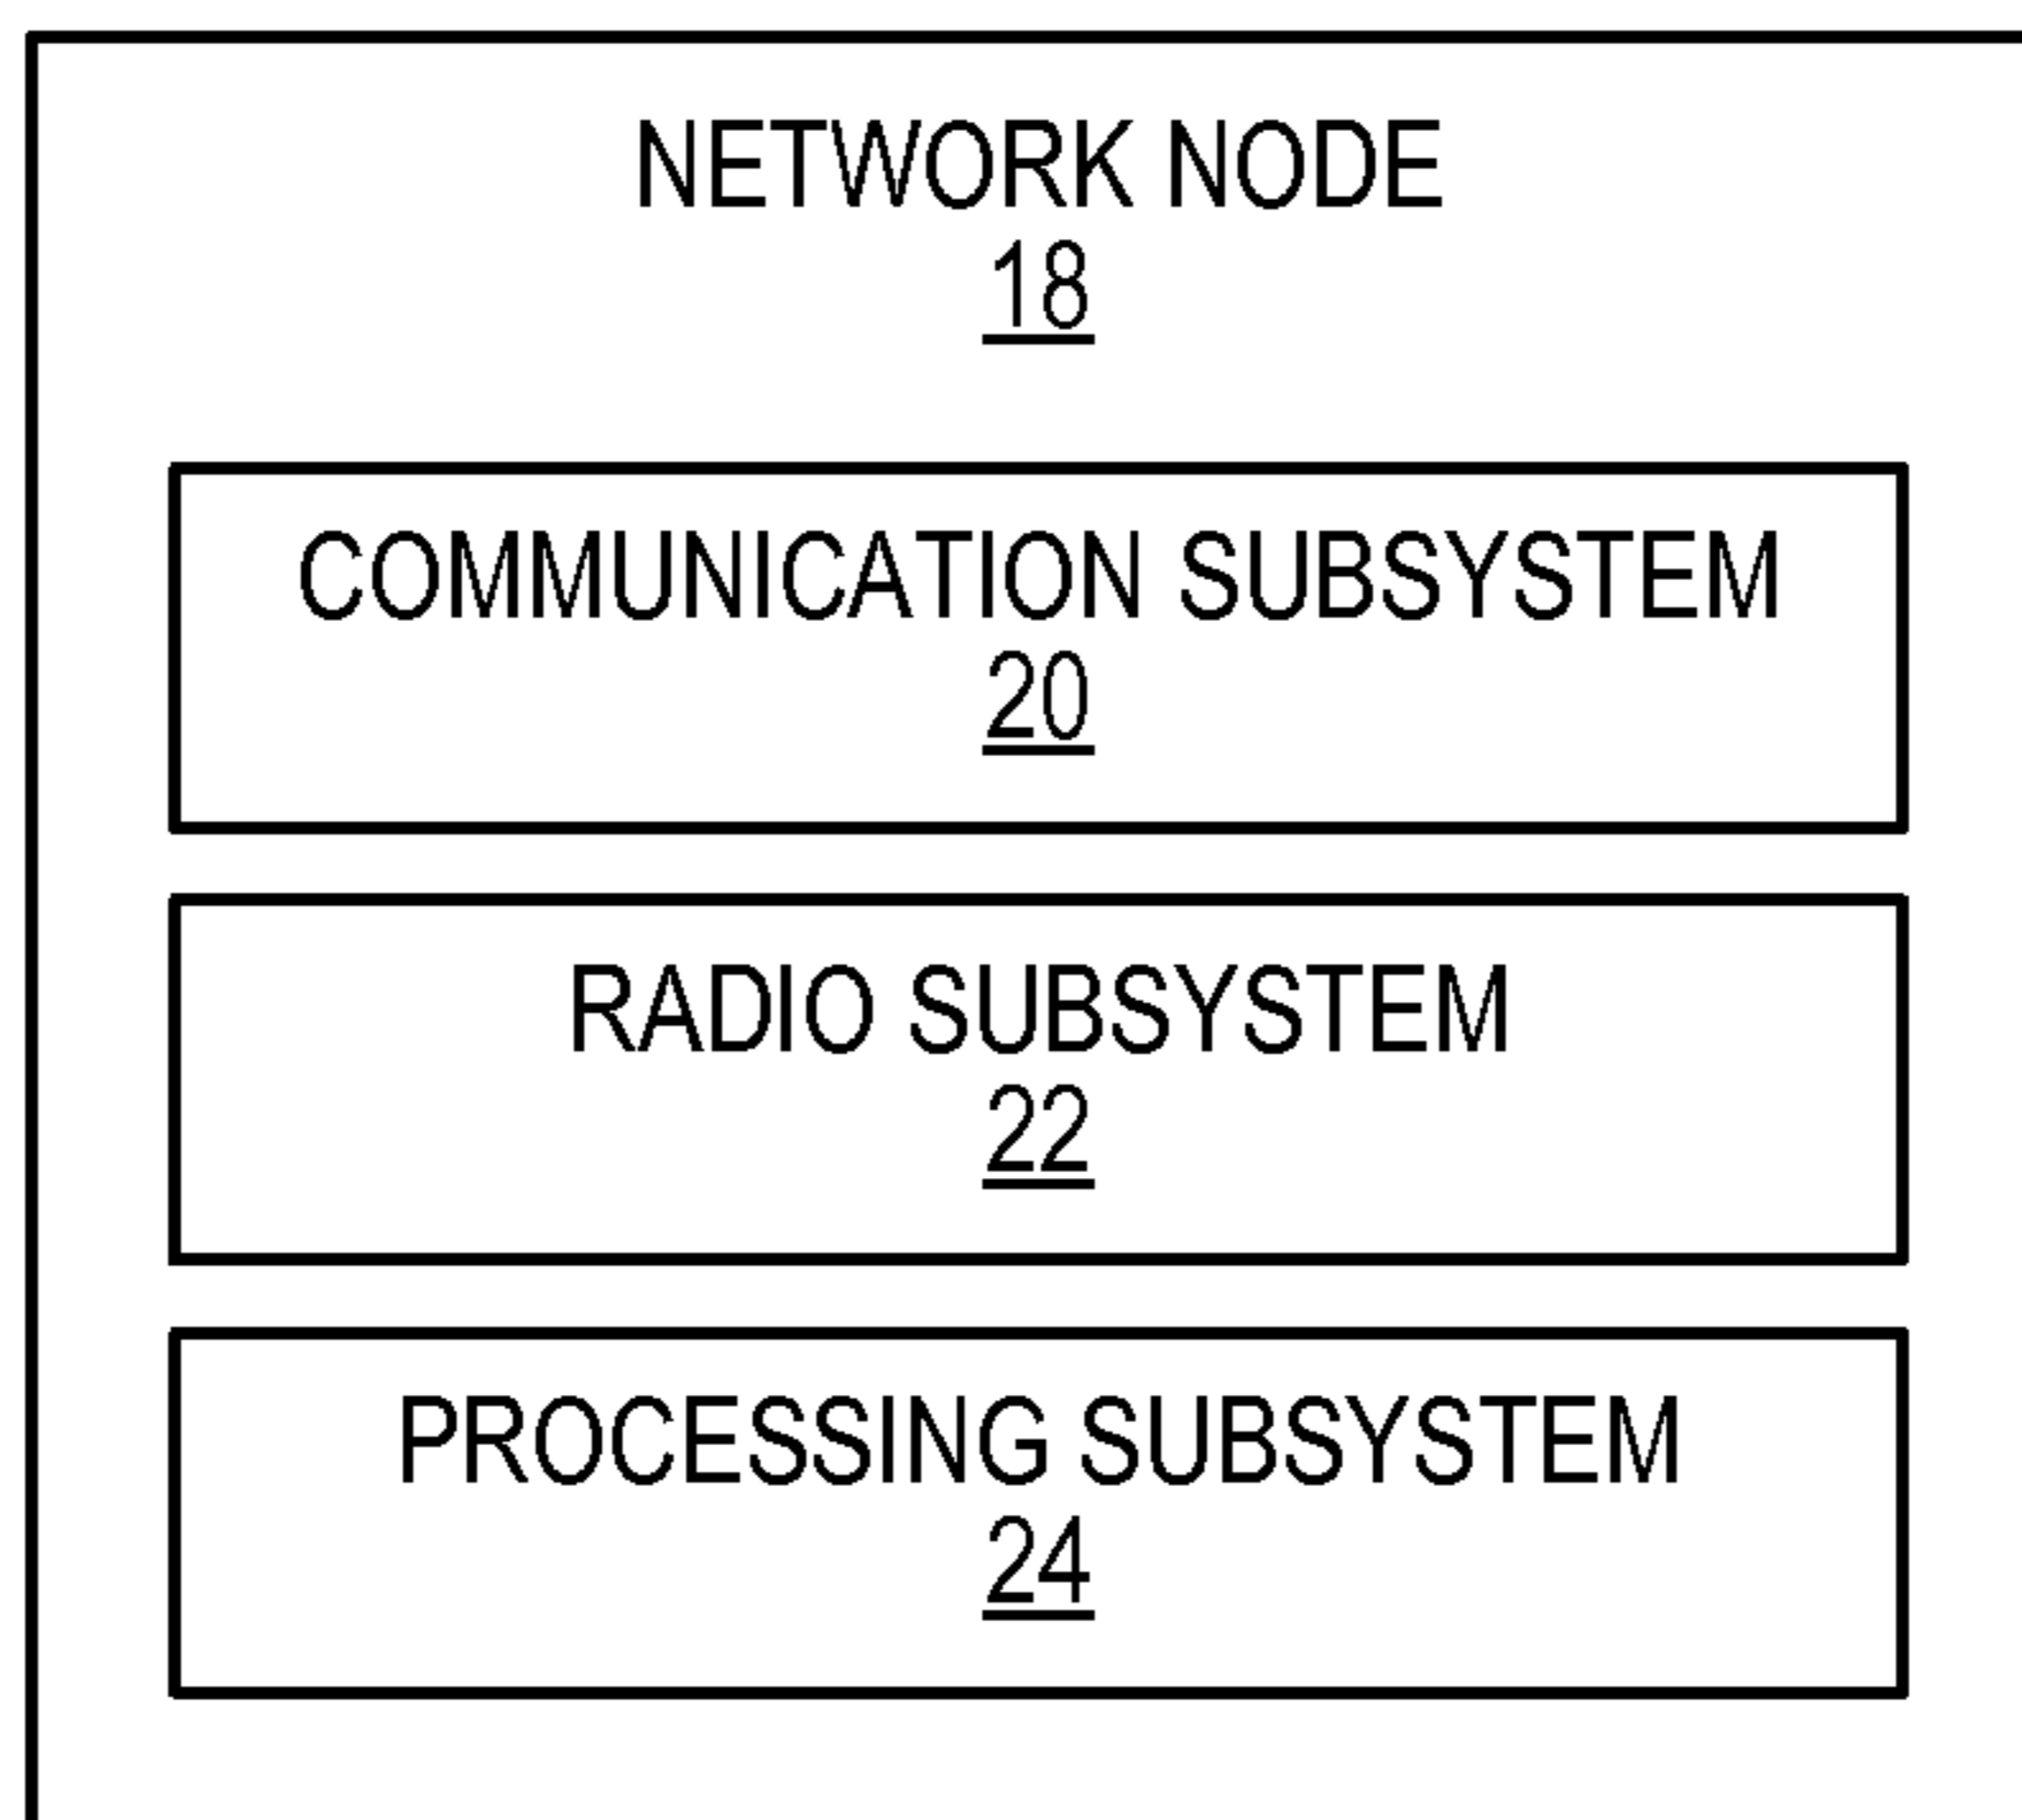 NETWORK NODE
18
COMMUNICATION SUBSYSTEM
20
RADIO SUBSYSTEM
22
PROCESSING SUBSYSTEM
24